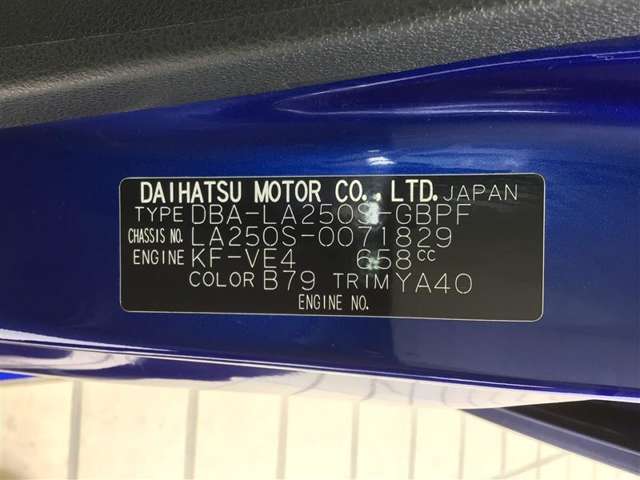 DAIHATSU MOTOR CO.,LTD. JAPAN
TYPE DBA-LA250S-GBPF
CHASSIS NO. LA250S-0071829
ENGINE KF-VE4 658cc
COLOR B79 TRIM YA40
ENGINE NO.